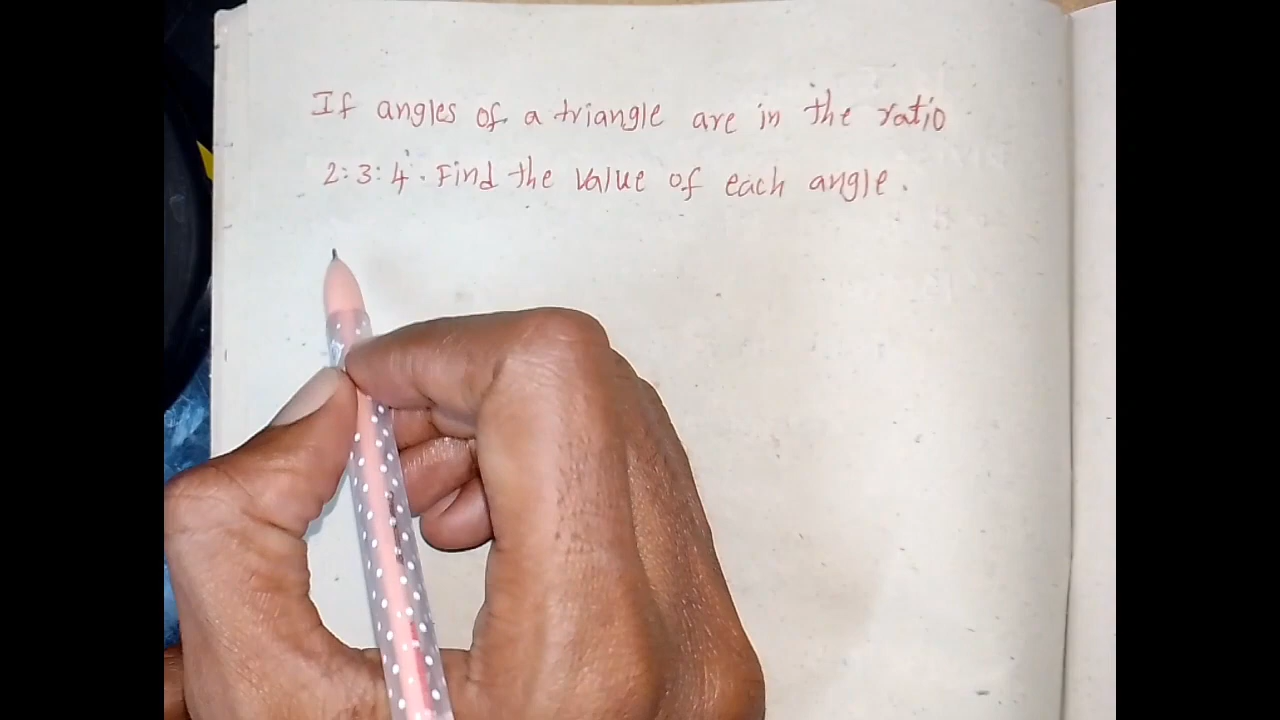 If angles of a triangle are in the ratio
2:3:4. Find the value of each angle.